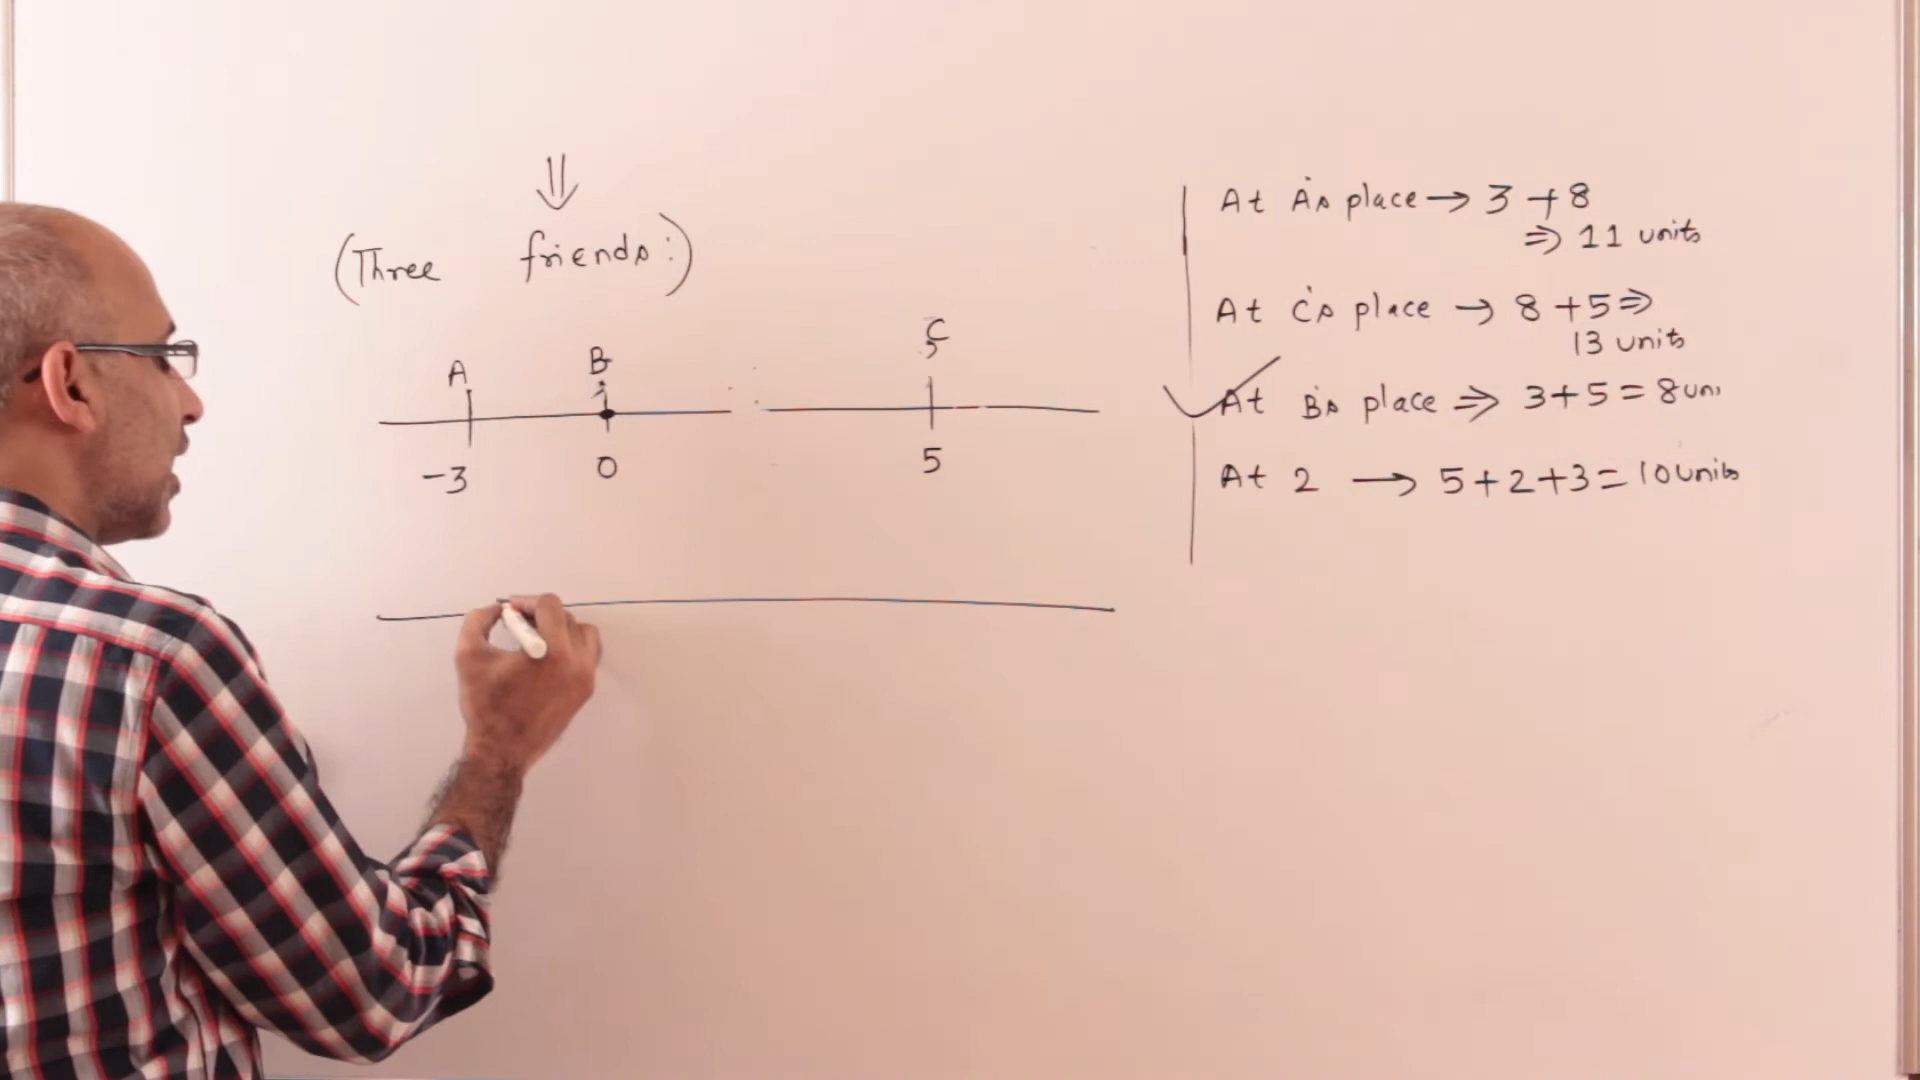 (Three friends:)
A B C
-3 0 5
At A's place → 3 + 8
⇒ 11 units
At C's place → 8 + 5 ⇒
13 units
At B's place ⇒ 3 + 5 = 8 uni
At 2 → 5 + 2 + 3 = 10 units